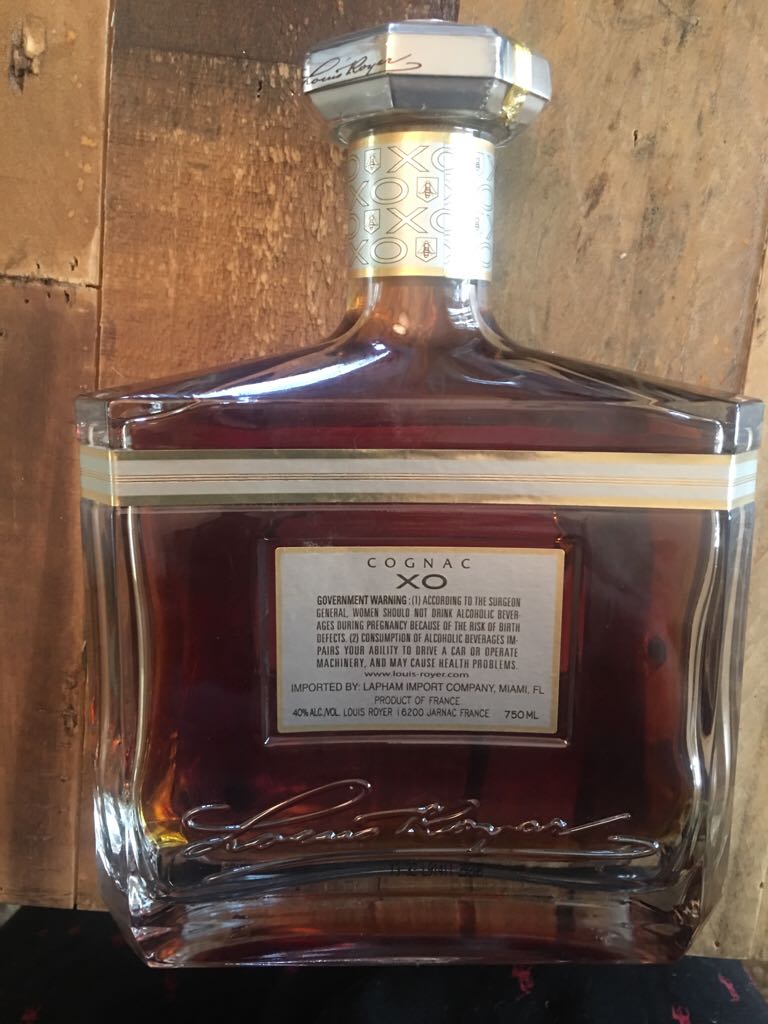 Louis Royer
XO
XO
XO
XO
COGNAC
XO
GOVERNMENT WARNING: (1) ACCORDING TO THE SURGEON
GENERAL, WOMEN SHOULD NOT DRINK ALCOHOLIC BEVER-
AGES DURING PREGNANCY BECAUSE OF THE RISK OF BIRTH
DEFECTS. (2) CONSUMPTION OF ALCOHOLIC BEVERAGES IM-
PAIRS YOUR ABILITY TO DRIVE A CAR OR OPERATE
MACHINERY, AND MAY CAUSE HEALTH PROBLEMS.
www.louis-royer.com
IMPORTED BY: LAPHAM IMPORT COMPANY, MIAMI, FL
PRODUCT OF FRANCE
40% ALC./VOL. LOUIS ROYER 16200 JARNAC FRANCE 750 ML
Louis Royer